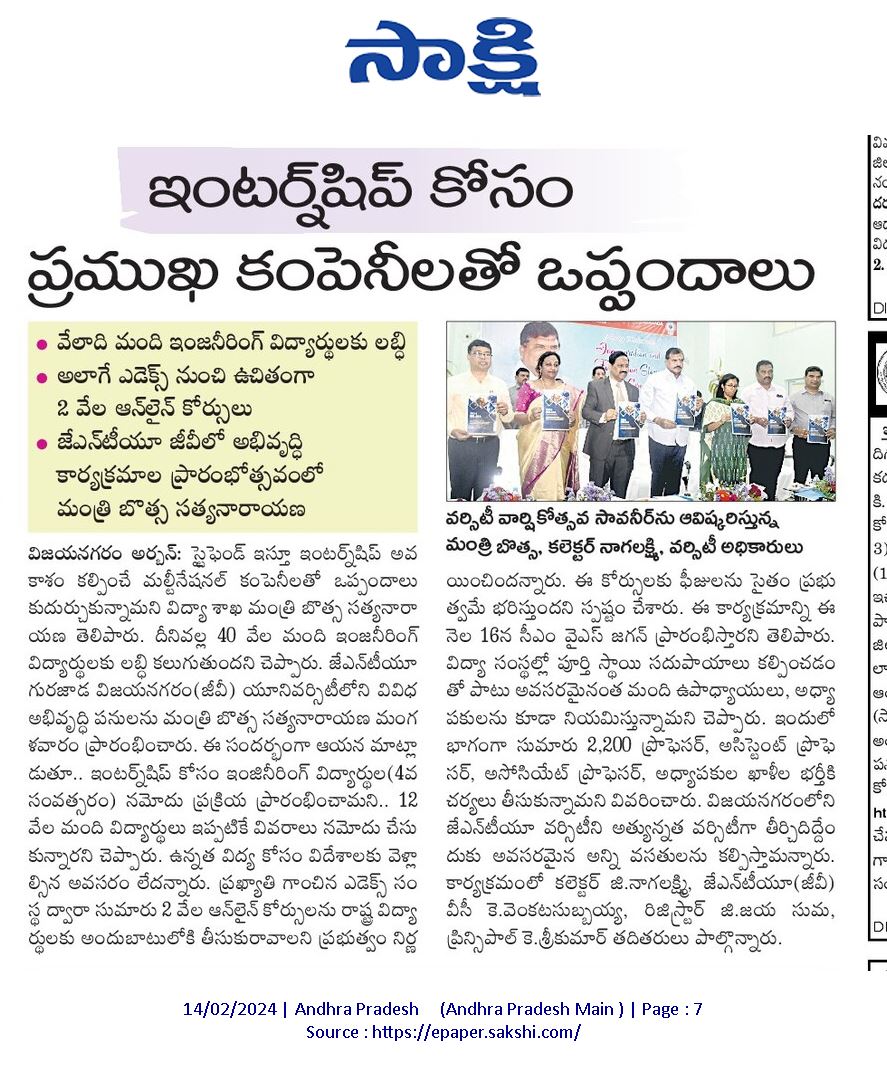 సాక్షి
ఇంటర్న్‌షిప్ కోసం
ప్రముఖ కంపెనీలతో ఒప్పందాలు
● వేలాది మంది ఇంజనీరింగ్ విద్యార్థులకు లబ్ధి
● అలాగే ఎడెక్స్ నుంచి ఉచితంగా
2 వేల ఆన్‌లైన్ కోర్సులు
● జేఎన్‌టీయూ జీవీలో అభివృద్ధి
కార్యక్రమాల ప్రారంభోత్సవంలో
మంత్రి బొత్స సత్యనారాయణ
విజయనగరం అర్బన్: స్టైఫెండ్ ఇస్తూ ఇంటర్న్‌షిప్ అవ
కాశం కల్పించే మల్టీనేషనల్ కంపెనీలతో ఒప్పందాలు
కుదుర్చుకున్నామని విద్యా శాఖ మంత్రి బొత్స సత్యనారా
యణ తెలిపారు. దీనివల్ల 40 వేల మంది ఇంజనీరింగ్
విద్యార్థులకు లబ్ధి కలుగుతుందని చెప్పారు. జేఎన్‌టీయూ
గురజాడ విజయనగరం(జీవీ) యూనివర్సిటీలోని వివిధ
అభివృద్ధి పనులను మంత్రి బొత్స సత్యనారాయణ మంగ
ళవారం ప్రారంభించారు. ఈ సందర్భంగా ఆయన మాట్లా
డుతూ.. ఇంటర్న్‌షిప్ కోసం ఇంజినీరింగ్ విద్యార్థుల(4వ
సంవత్సరం) నమోదు ప్రక్రియ ప్రారంభించామని.. 12
వేల మంది విద్యార్థులు ఇప్పటికే వివరాలు నమోదు చేసు
కున్నారని చెప్పారు. ఉన్నత విద్య కోసం విదేశాలకు వెళ్లా
ల్సిన అవసరం లేదన్నారు. ప్రఖ్యాతి గాంచిన ఎడెక్స్ సం
స్థ ద్వారా సుమారు 2 వేల ఆన్‌లైన్ కోర్సులను రాష్ట్ర విద్యా
ర్థులకు అందుబాటులోకి తీసుకురావాలని ప్రభుత్వం నిర్ణ
వర్సిటీ వార్షికోత్సవ సావనీర్‌ను ఆవిష్కరిస్తున్న
మంత్రి బొత్స, కలెక్టర్ నాగలక్ష్మి, వర్సిటీ అధికారులు
యించిందన్నారు. ఈ కోర్సులకు ఫీజులను సైతం ప్రభు
త్వమే భరిస్తుందని స్పష్టం చేశారు. ఈ కార్యక్రమాన్ని ఈ
నెల 16న సీఎం వైఎస్ జగన్ ప్రారంభిస్తారని తెలిపారు.
విద్యా సంస్థల్లో పూర్తి స్థాయి సదుపాయాలు కల్పించడం
తో పాటు అవసరమైనంత మంది ఉపాధ్యాయులు, అధ్యా
పకులను కూడా నియమిస్తున్నామని చెప్పారు. ఇందులో
భాగంగా సుమారు 2,200 ప్రొఫెసర్, అసిస్టెంట్ ప్రొఫె
సర్, అసోసియేట్ ప్రొఫెసర్, అధ్యాపకుల ఖాళీల భర్తీకి
చర్యలు తీసుకున్నామని వివరించారు. విజయనగరంలోని
జేఎన్‌టీయూ వర్సిటీని అత్యున్నత వర్సిటీగా తీర్చిదిద్దేం
దుకు అవసరమైన అన్ని వసతులను కల్పిస్తామన్నారు.
కార్యక్రమంలో కలెక్టర్ జి.నాగలక్ష్మి, జేఎన్‌టీయూ(జీవీ)
వీసీ కె.వెంకటసుబ్బయ్య, రిజిస్ట్రార్ జి.జయ సుమ,
ప్రిన్సిపాల్ కె.శ్రీకుమార్ తదితరులు పాల్గొన్నారు.
14/02/2024 | Andhra Pradesh (Andhra Pradesh Main ) | Page : 7
Source : https://epaper.sakshi.com/